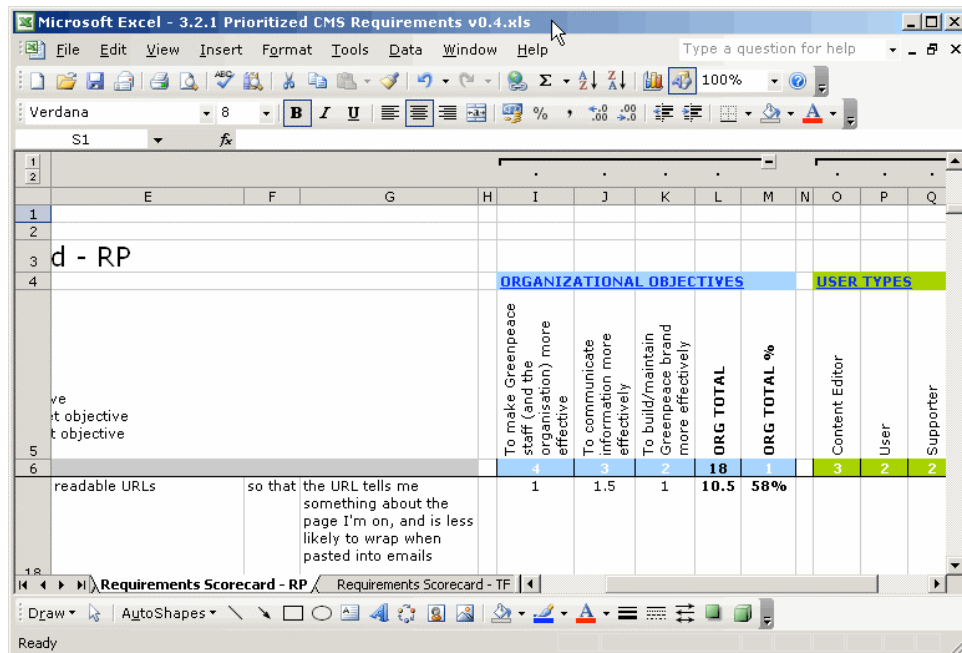 Microsoft Excel - 3.2.1 Prioritized CMS Requirements v0.4.xls
File Edit View Insert Format Tools Data Window Help Type a question for help
100%
Verdana 8 B I U % , A
S1 fx
1
2
E F G H I J K L M N O P Q
1
2
3 d - RP
4 ORGANIZATIONAL OBJECTIVES USER TYPES
ve
t objective
t objective
To make Greenpeace
staff (and the
organisation) more
effective
To communicate
information more
effectively
To build/maintain
Greenpeace brand
more effectively
ORG TOTAL
ORG TOTAL %
Content Editor
User
Supporter
5
6 4 3 2 18 1 3 2 2
readable URLs so that the URL tells me 1 1.5 1 10.5 58%
something about the
page I'm on, and is less
likely to wrap when
pasted into emails
18
Requirements Scorecard - RP Requirements Scorecard - TF
Draw AutoShapes A
Ready